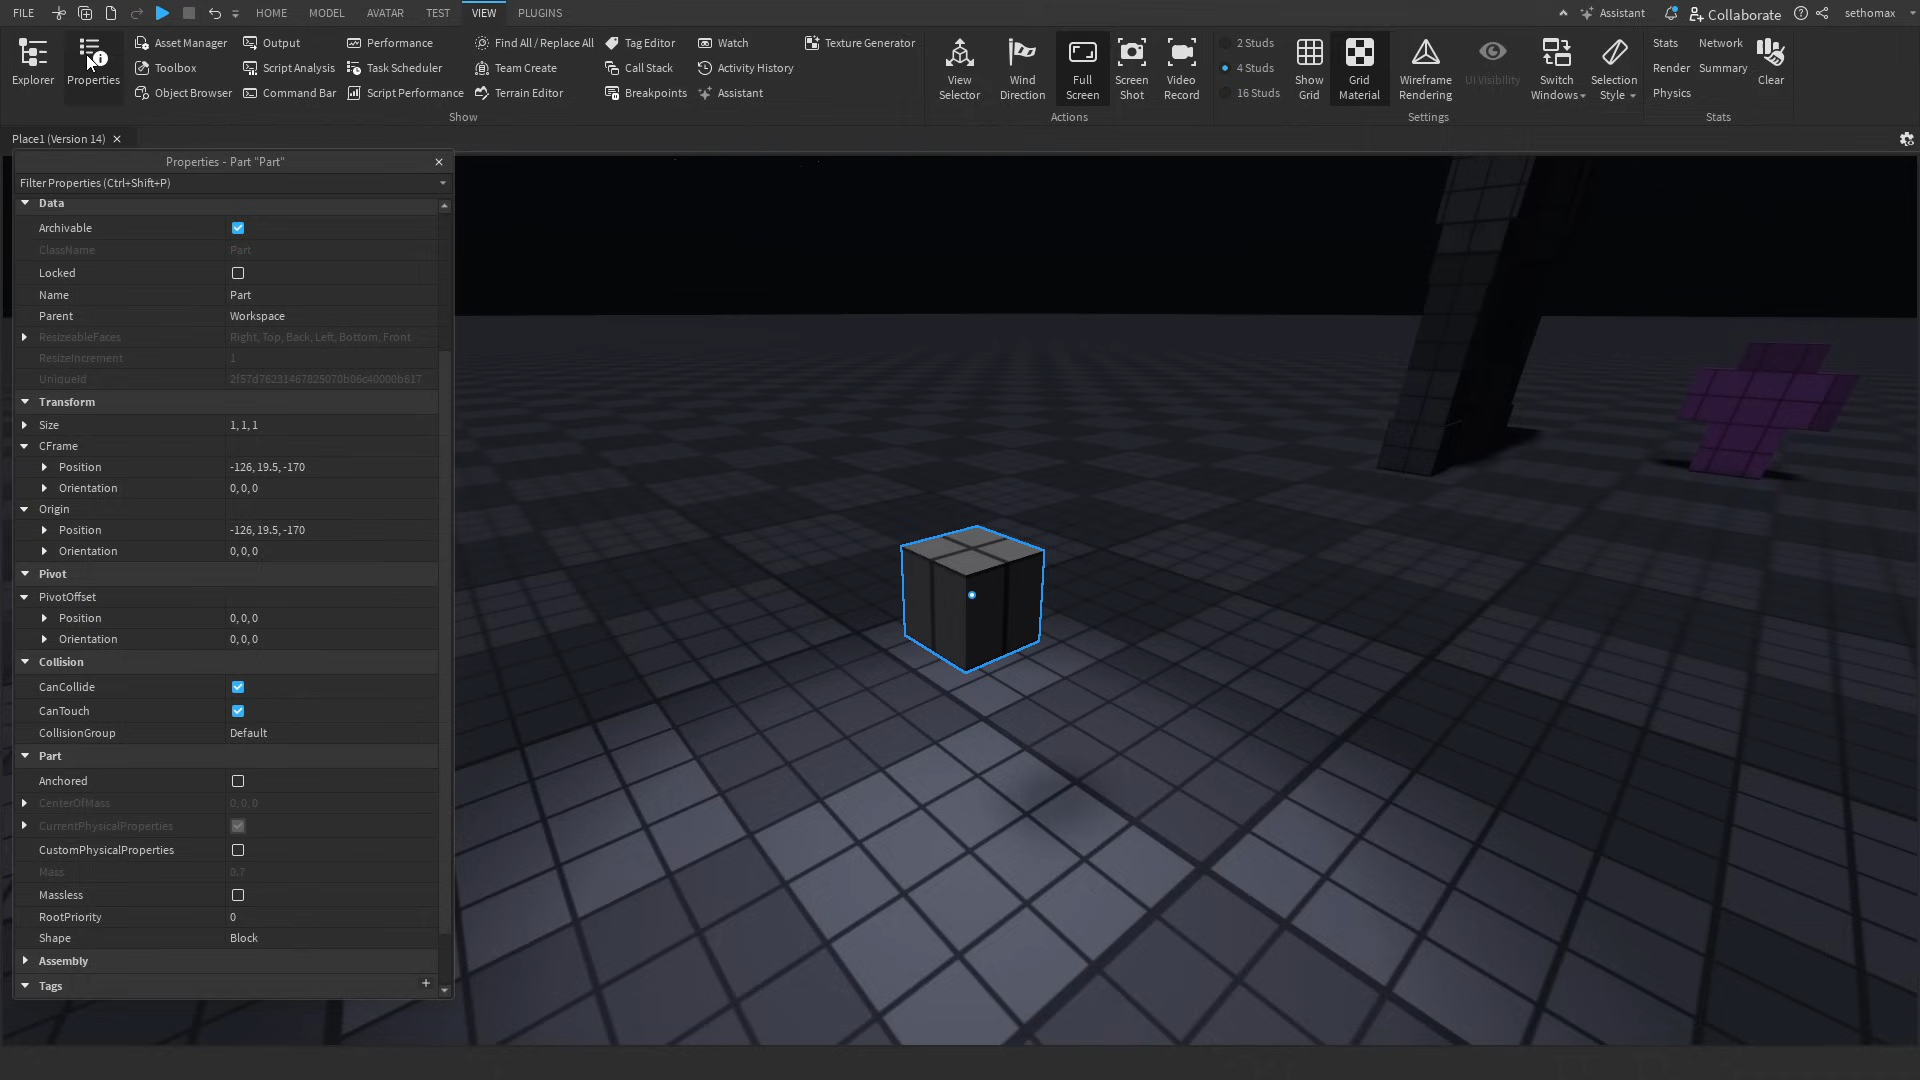 FILE HOME MODEL AVATAR TEST VIEW PLUGINS Assistant Collaborate sethomax
Explorer
Properties
Asset Manager
Toolbox
Object Browser
Output
Script Analysis
Command Bar
Performance
Task Scheduler
Script Performance
Find All / Replace All
Team Create
Terrain Editor
Tag Editor
Call Stack
Breakpoints
Watch
Activity History
Assistant
Texture Generator
Show
View
Selector
Wind
Direction
Full
Screen
Screen
Shot
Video
Record
Actions
2 Studs
4 Studs
16 Studs
Show
Grid
Grid
Material
Wireframe
Rendering
UI Visibility
Switch
Windows
Selection
Style
Settings
Stats Network
Render Summary
Physics
Clear
Stats
Place1 (Version 14)
Properties - Part "Part"
Filter Properties (Ctrl+Shift+P)
Data
Archivable
ClassName Part
Locked
Name Part
Parent Workspace
ResizeableFaces Right, Top, Back, Left, Bottom, Front
ResizeIncrement 1
UniqueId 2f57d76231467825070b06c40000b617
Transform
Size 1, 1, 1
CFrame
Position -126, 19.5, -170
Orientation 0, 0, 0
Origin
Position -126, 19.5, -170
Orientation 0, 0, 0
Pivot
PivotOffset
Position 0, 0, 0
Orientation 0, 0, 0
Collision
CanCollide
CanTouch
CollisionGroup Default
Part
Anchored
CenterOfMass 0, 0, 0
CurrentPhysicalProperties
CustomPhysicalProperties
Mass 0.7
Massless
RootPriority 0
Shape Block
Assembly
Tags +